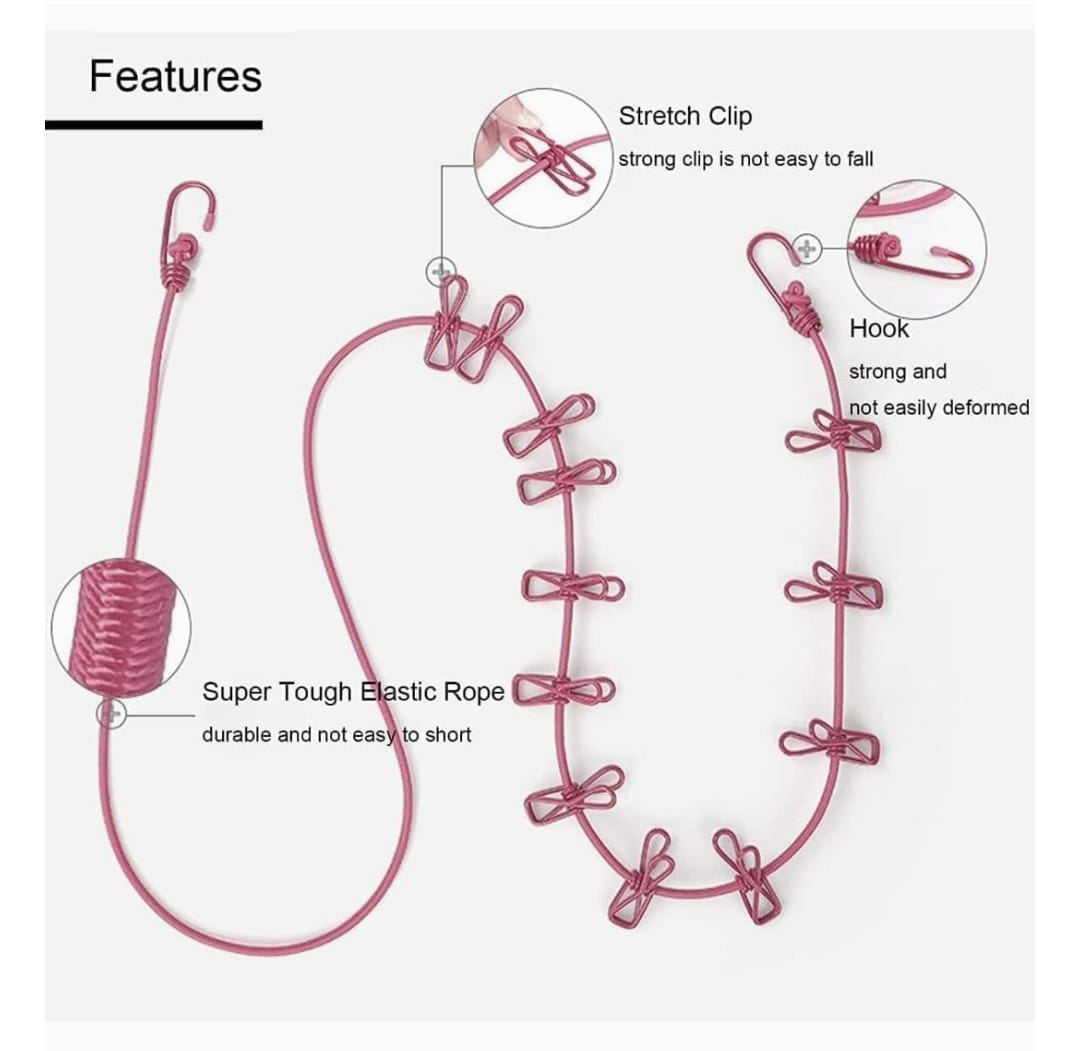 Features
Stretch Clip
strong clip is not easy to fall
Hook
strong and
not easily deformed
Super Tough Elastic Rope
durable and not easy to short